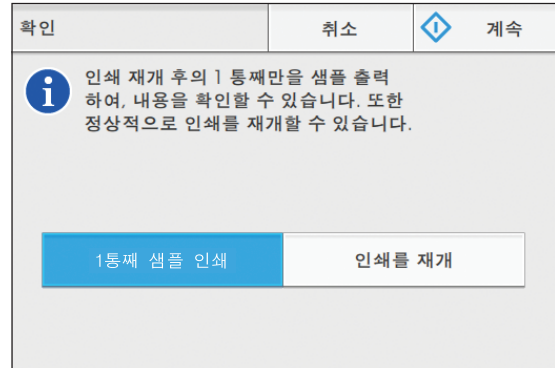 확인 취소 계속
인쇄 재개 후의 1 통째만을 샘플 출력
하여, 내용을 확인할 수 있습니다. 또한
정상적으로 인쇄를 재개할 수 있습니다.
1통째 샘플 인쇄 인쇄를 재개